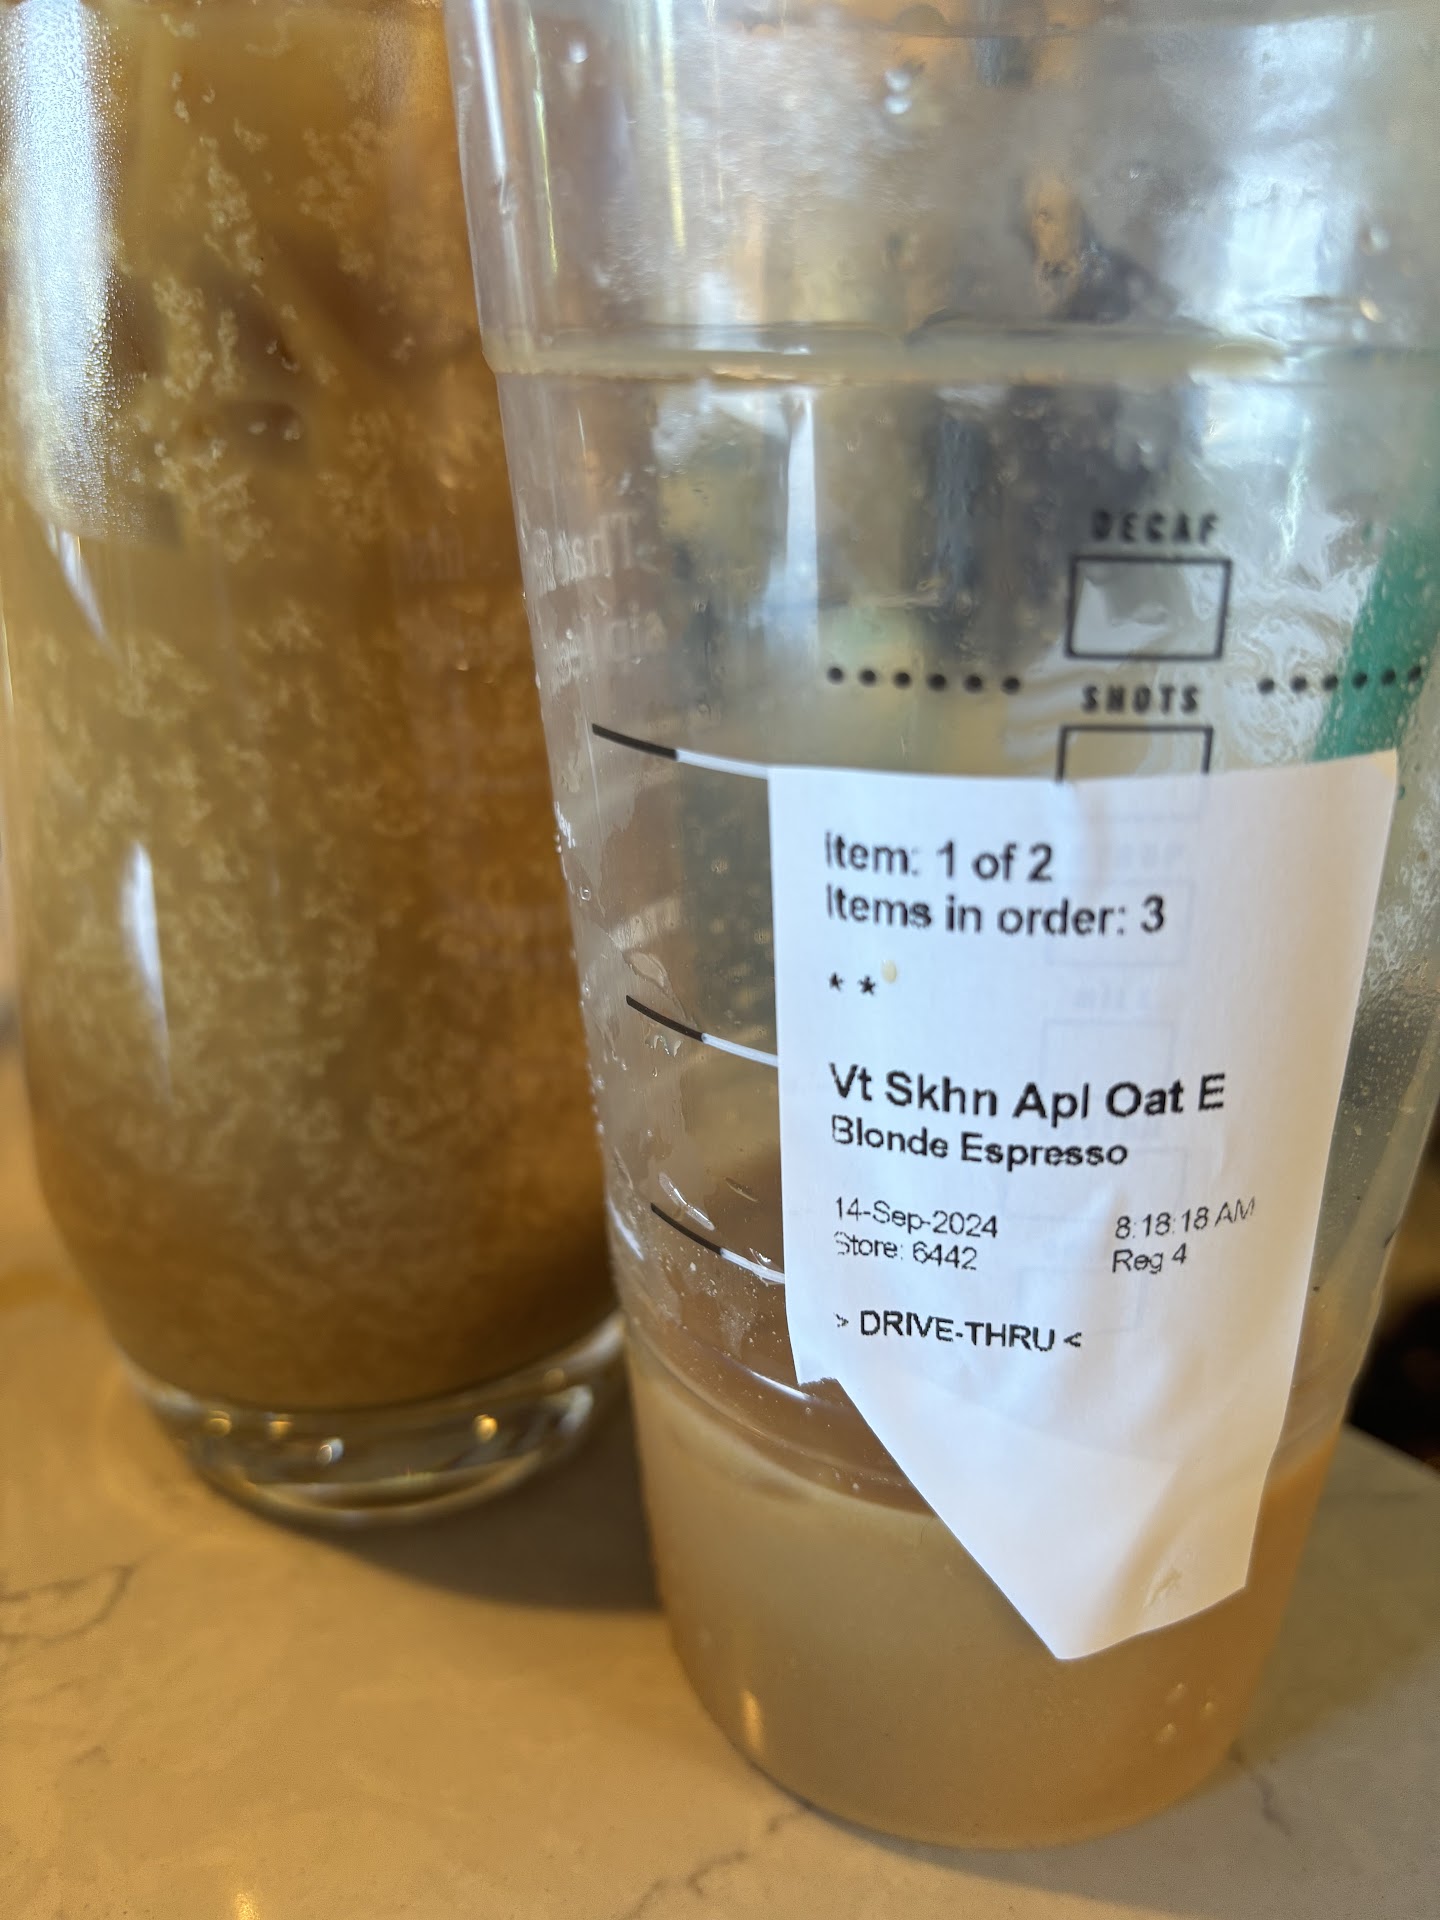 DECAF
SHOTS
Item: 1 of 2
Items in order: 3
* *
Vt Skhn Apl Oat E
Blonde Espresso
14-Sep-2024 8:18:18 AM
Store: 6442 Reg 4
> DRIVE-THRU <